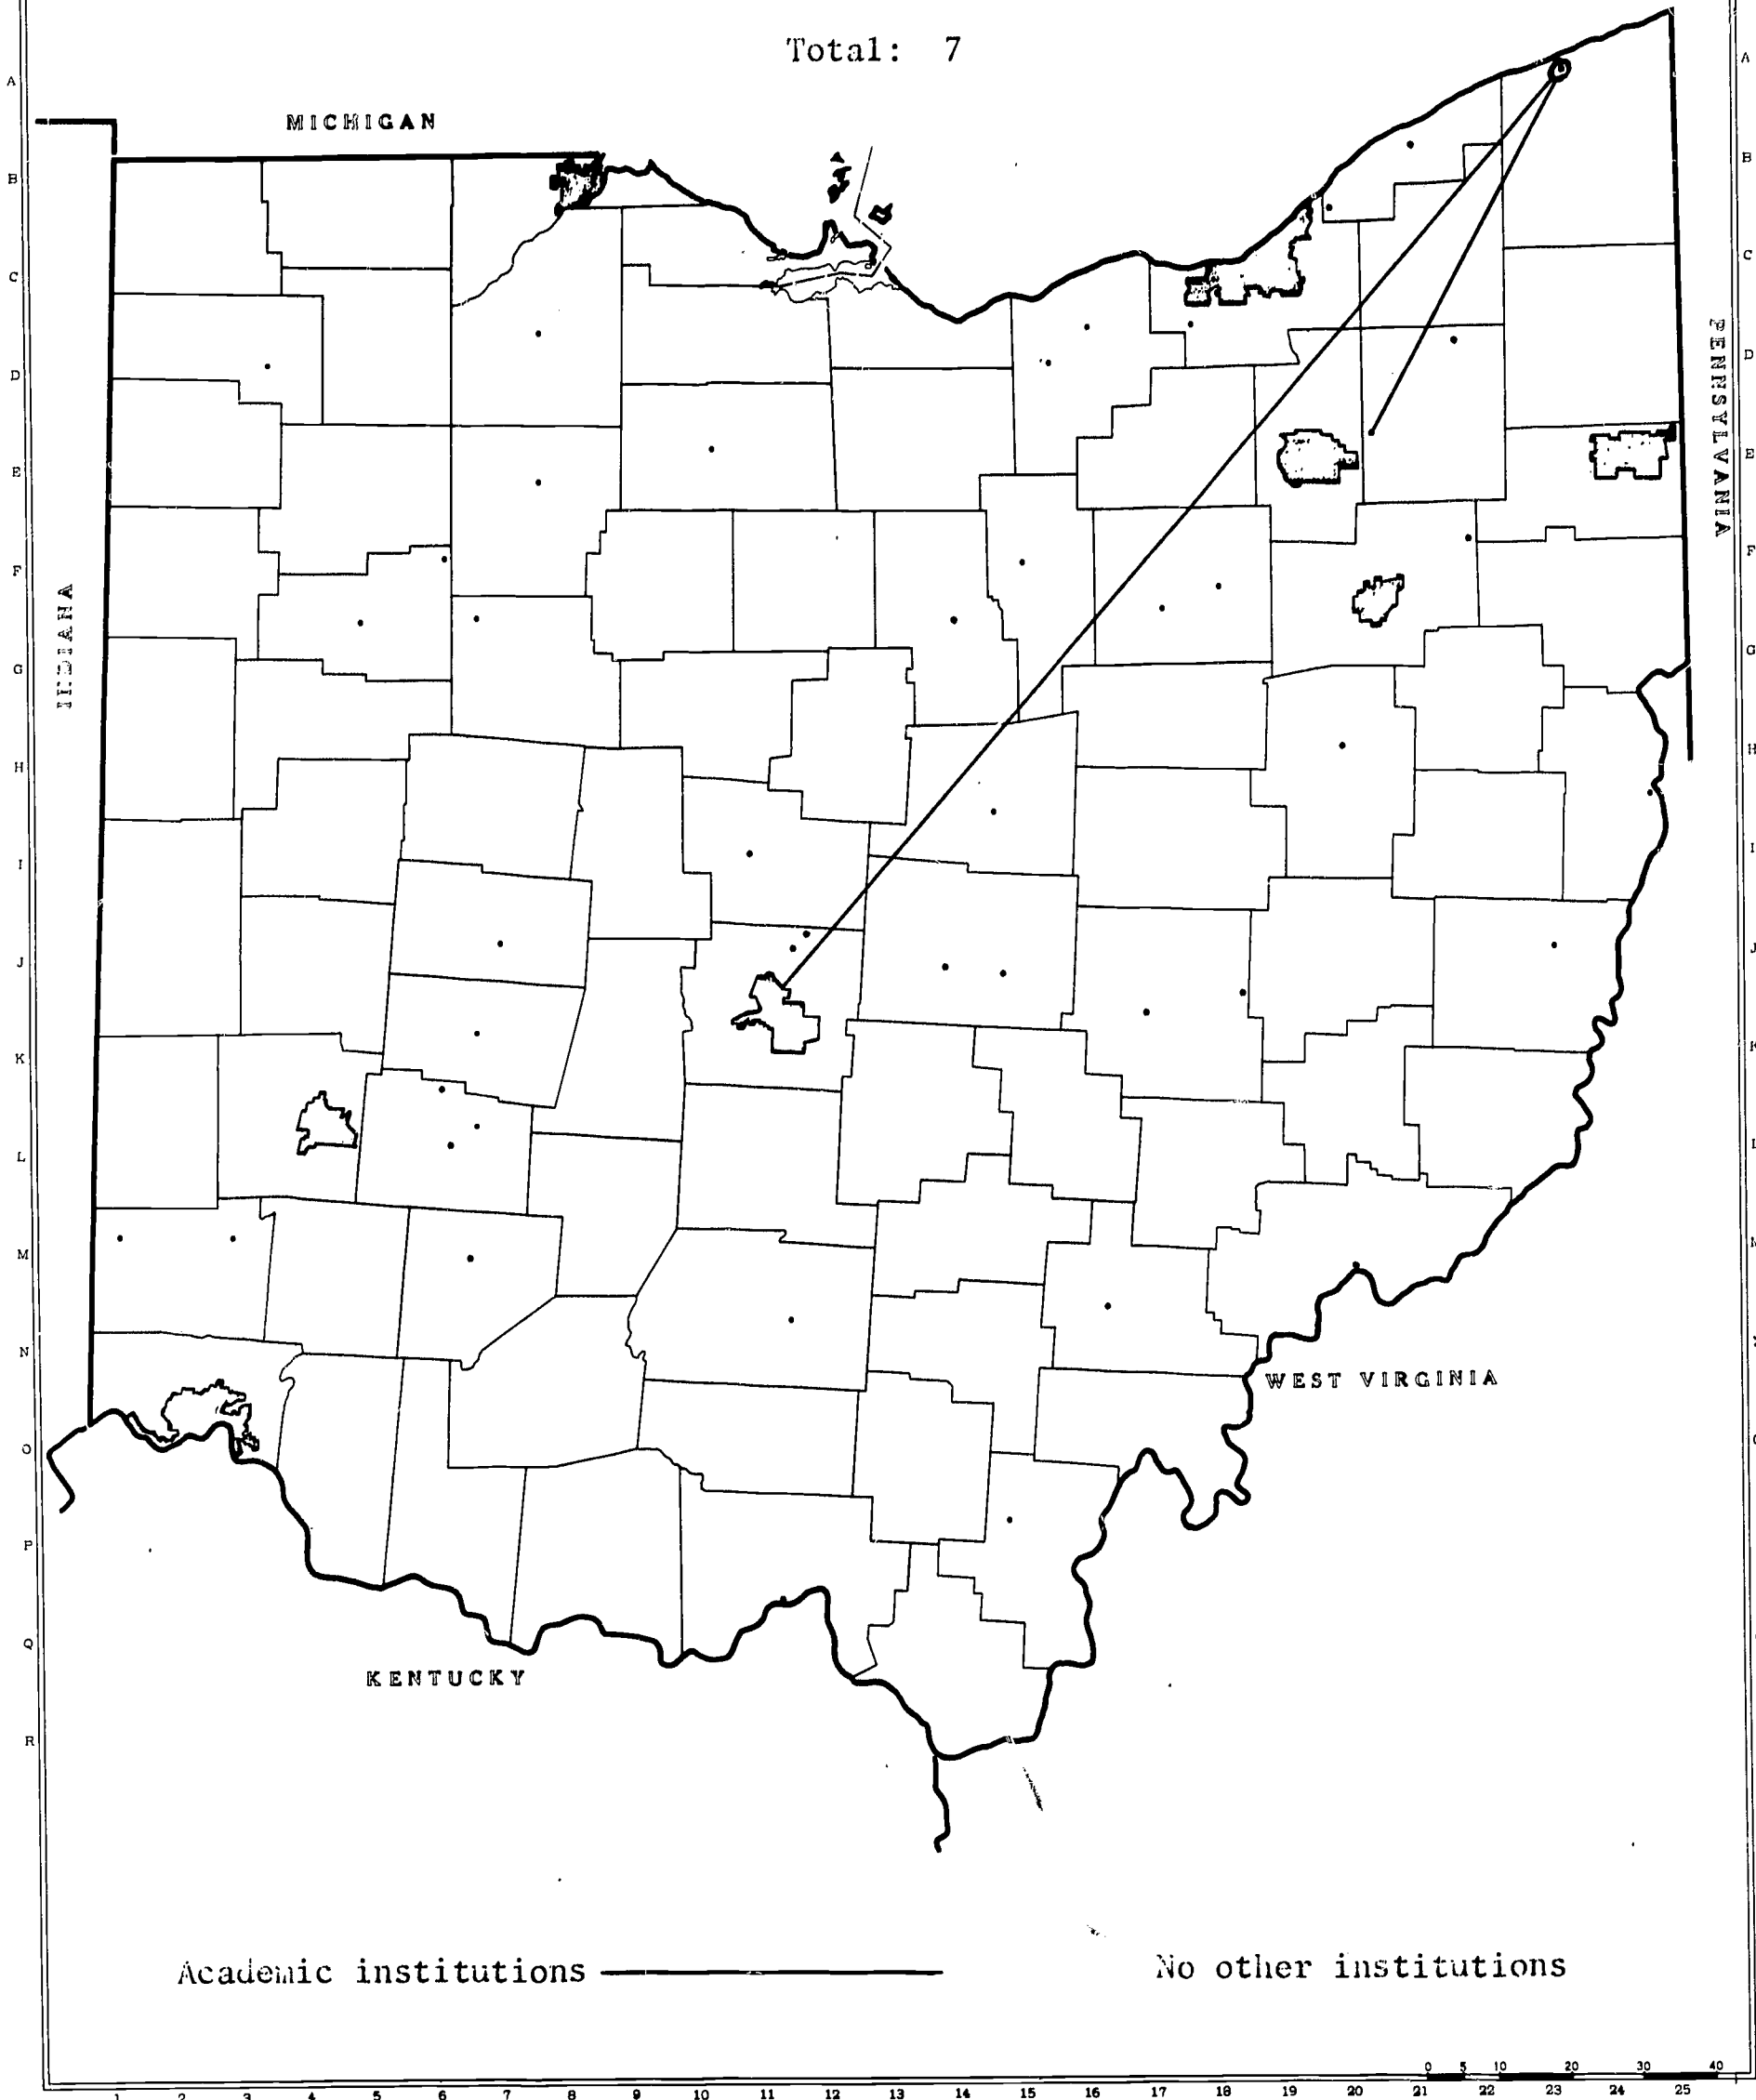 Total: 7
A
A
MICHIGAN
B
B
C
C
D
D
PENNSYLVANIA
E
E
F
F
INDIANA
G
G
H
H
I
I
J
J
K
K
L
L
M
N
WEST VIRGINIA
O
P
Q
KENTUCKY
R
Academic institutions
No other institutions
0 5 10 20 30 40
1 2 3 4 5 6 7 8 9 10 11 12 13 14 15 16 17 18 19 20 21 22 23 24 25